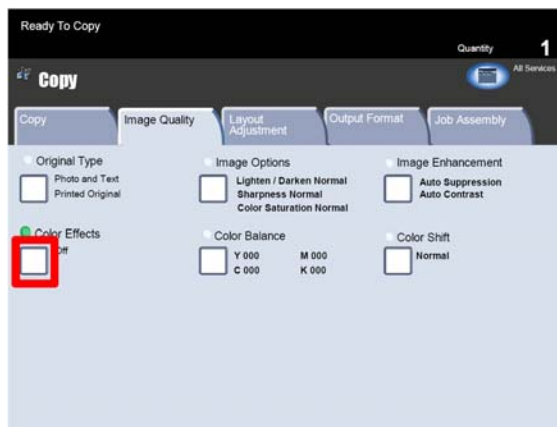 Ready To Copy
Quantity 1
Copy
All Services
Copy
Image Quality
Layout
Adjustment
Output Format
Job Assembly
Original Type
Photo and Text
Printed Original
Image Options
Lighten / Darken Normal
Sharpness Normal
Color Saturation Normal
Image Enhancement
Auto Suppression
Auto Contrast
Color Effects
Off
Color Balance
Y 000 M 000
C 000 K 000
Color Shift
Normal